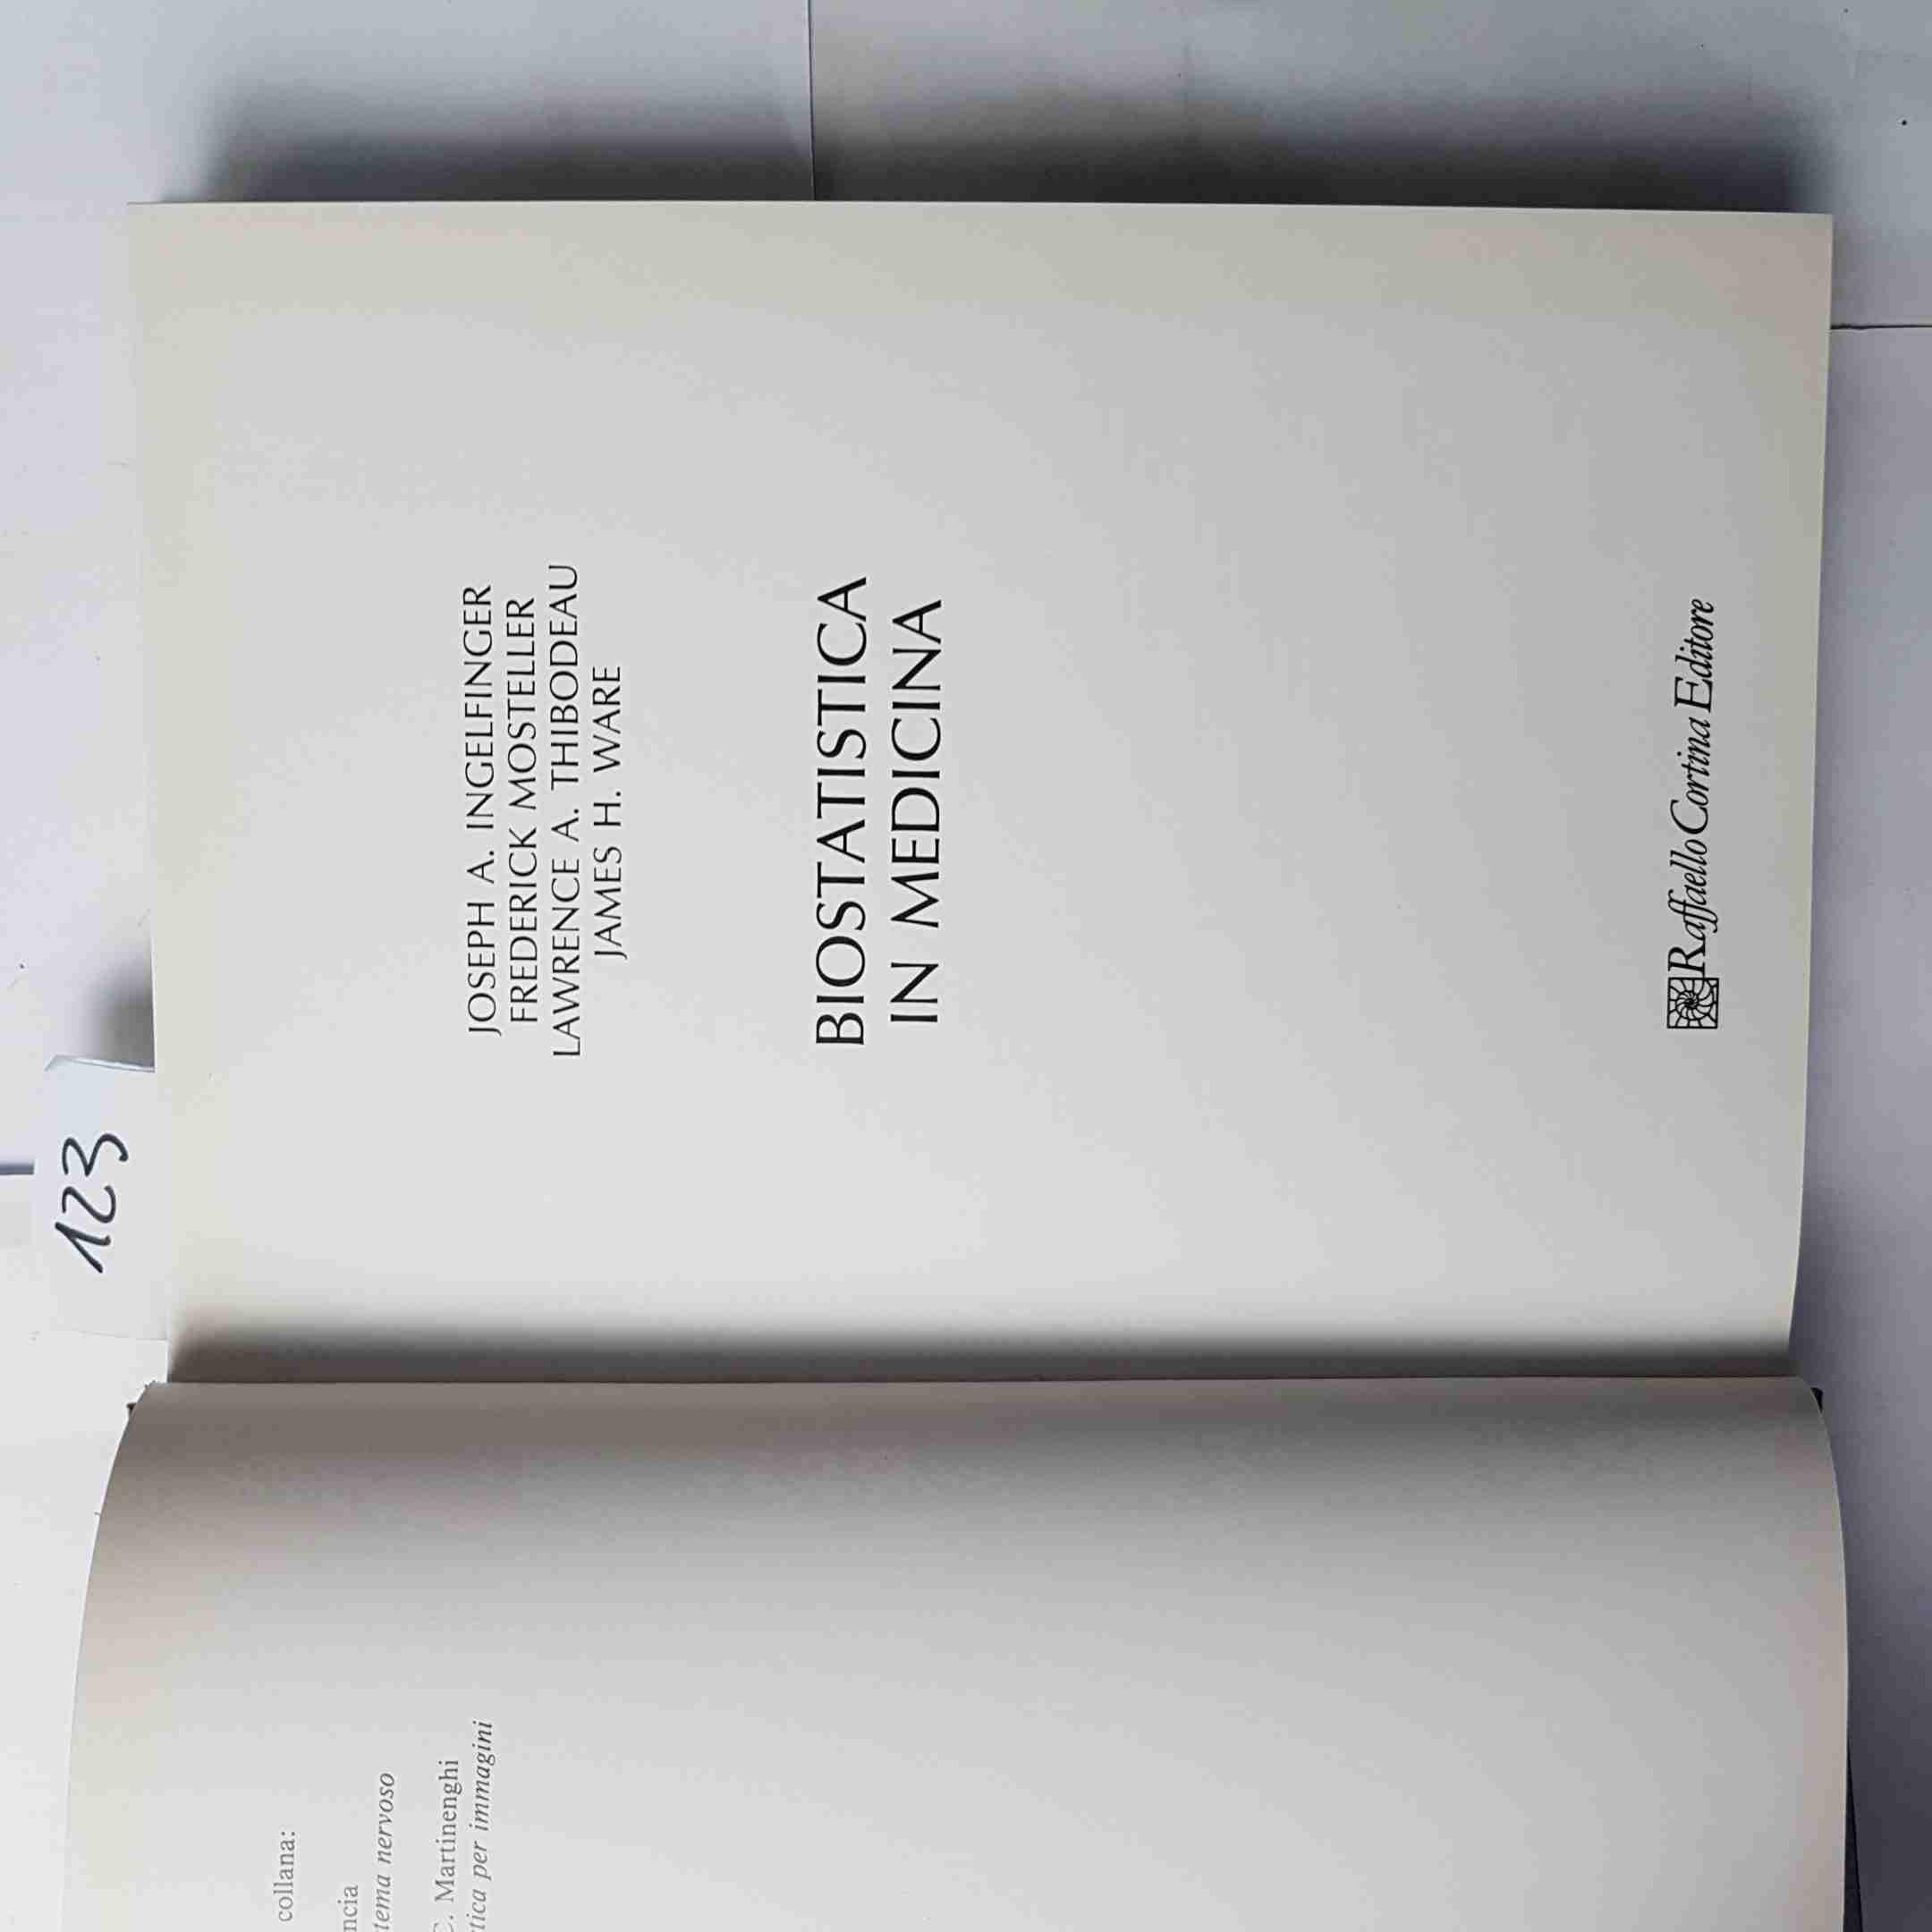 123
JOSEPH A. INGELFINGER
FREDERICK MOSTELLER
LAWRENCE A. THIBODEAU
JAMES H. WARE
BIOSTATISTICA
IN MEDICINA
Raffaello Cortina Editore
collana:
ncia
tema nervoso
C. Martinenghi
tica per immagini